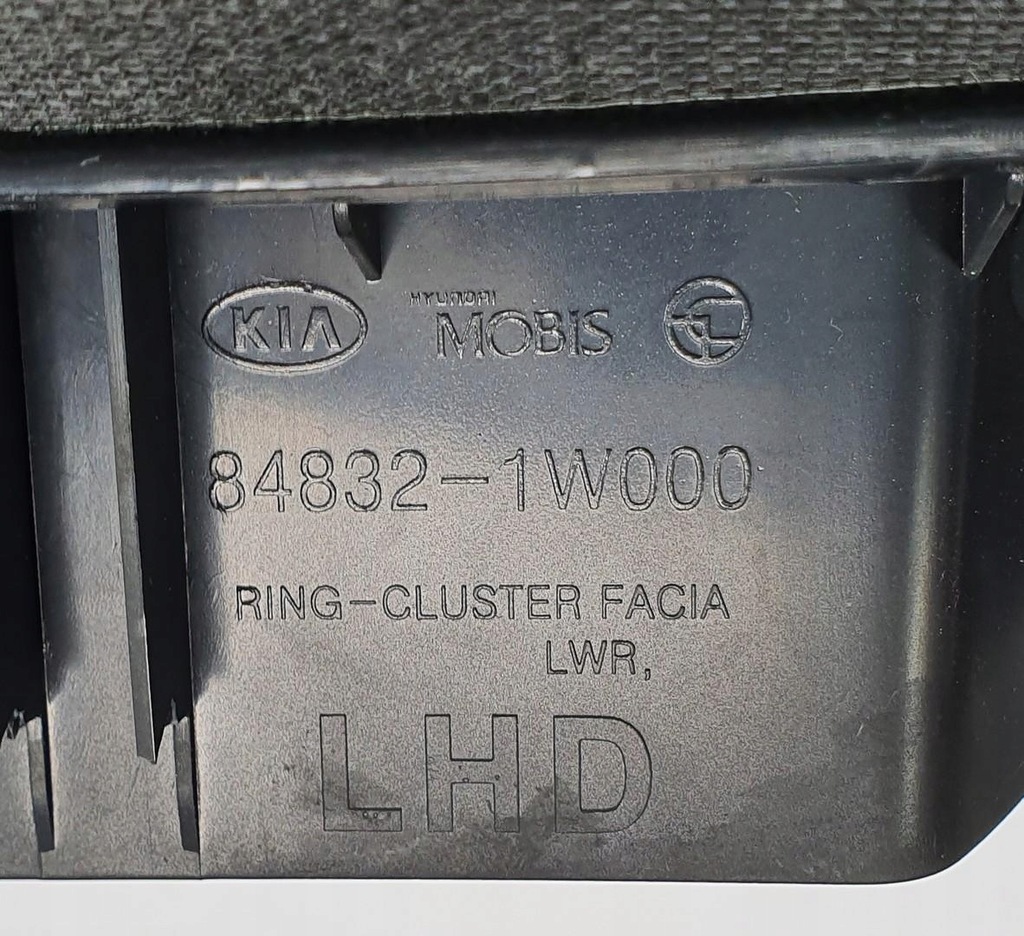 KIA HYUNDAI MOBIS
84832-1W000
RING-CLUSTER FACIA
LWR,
LHD